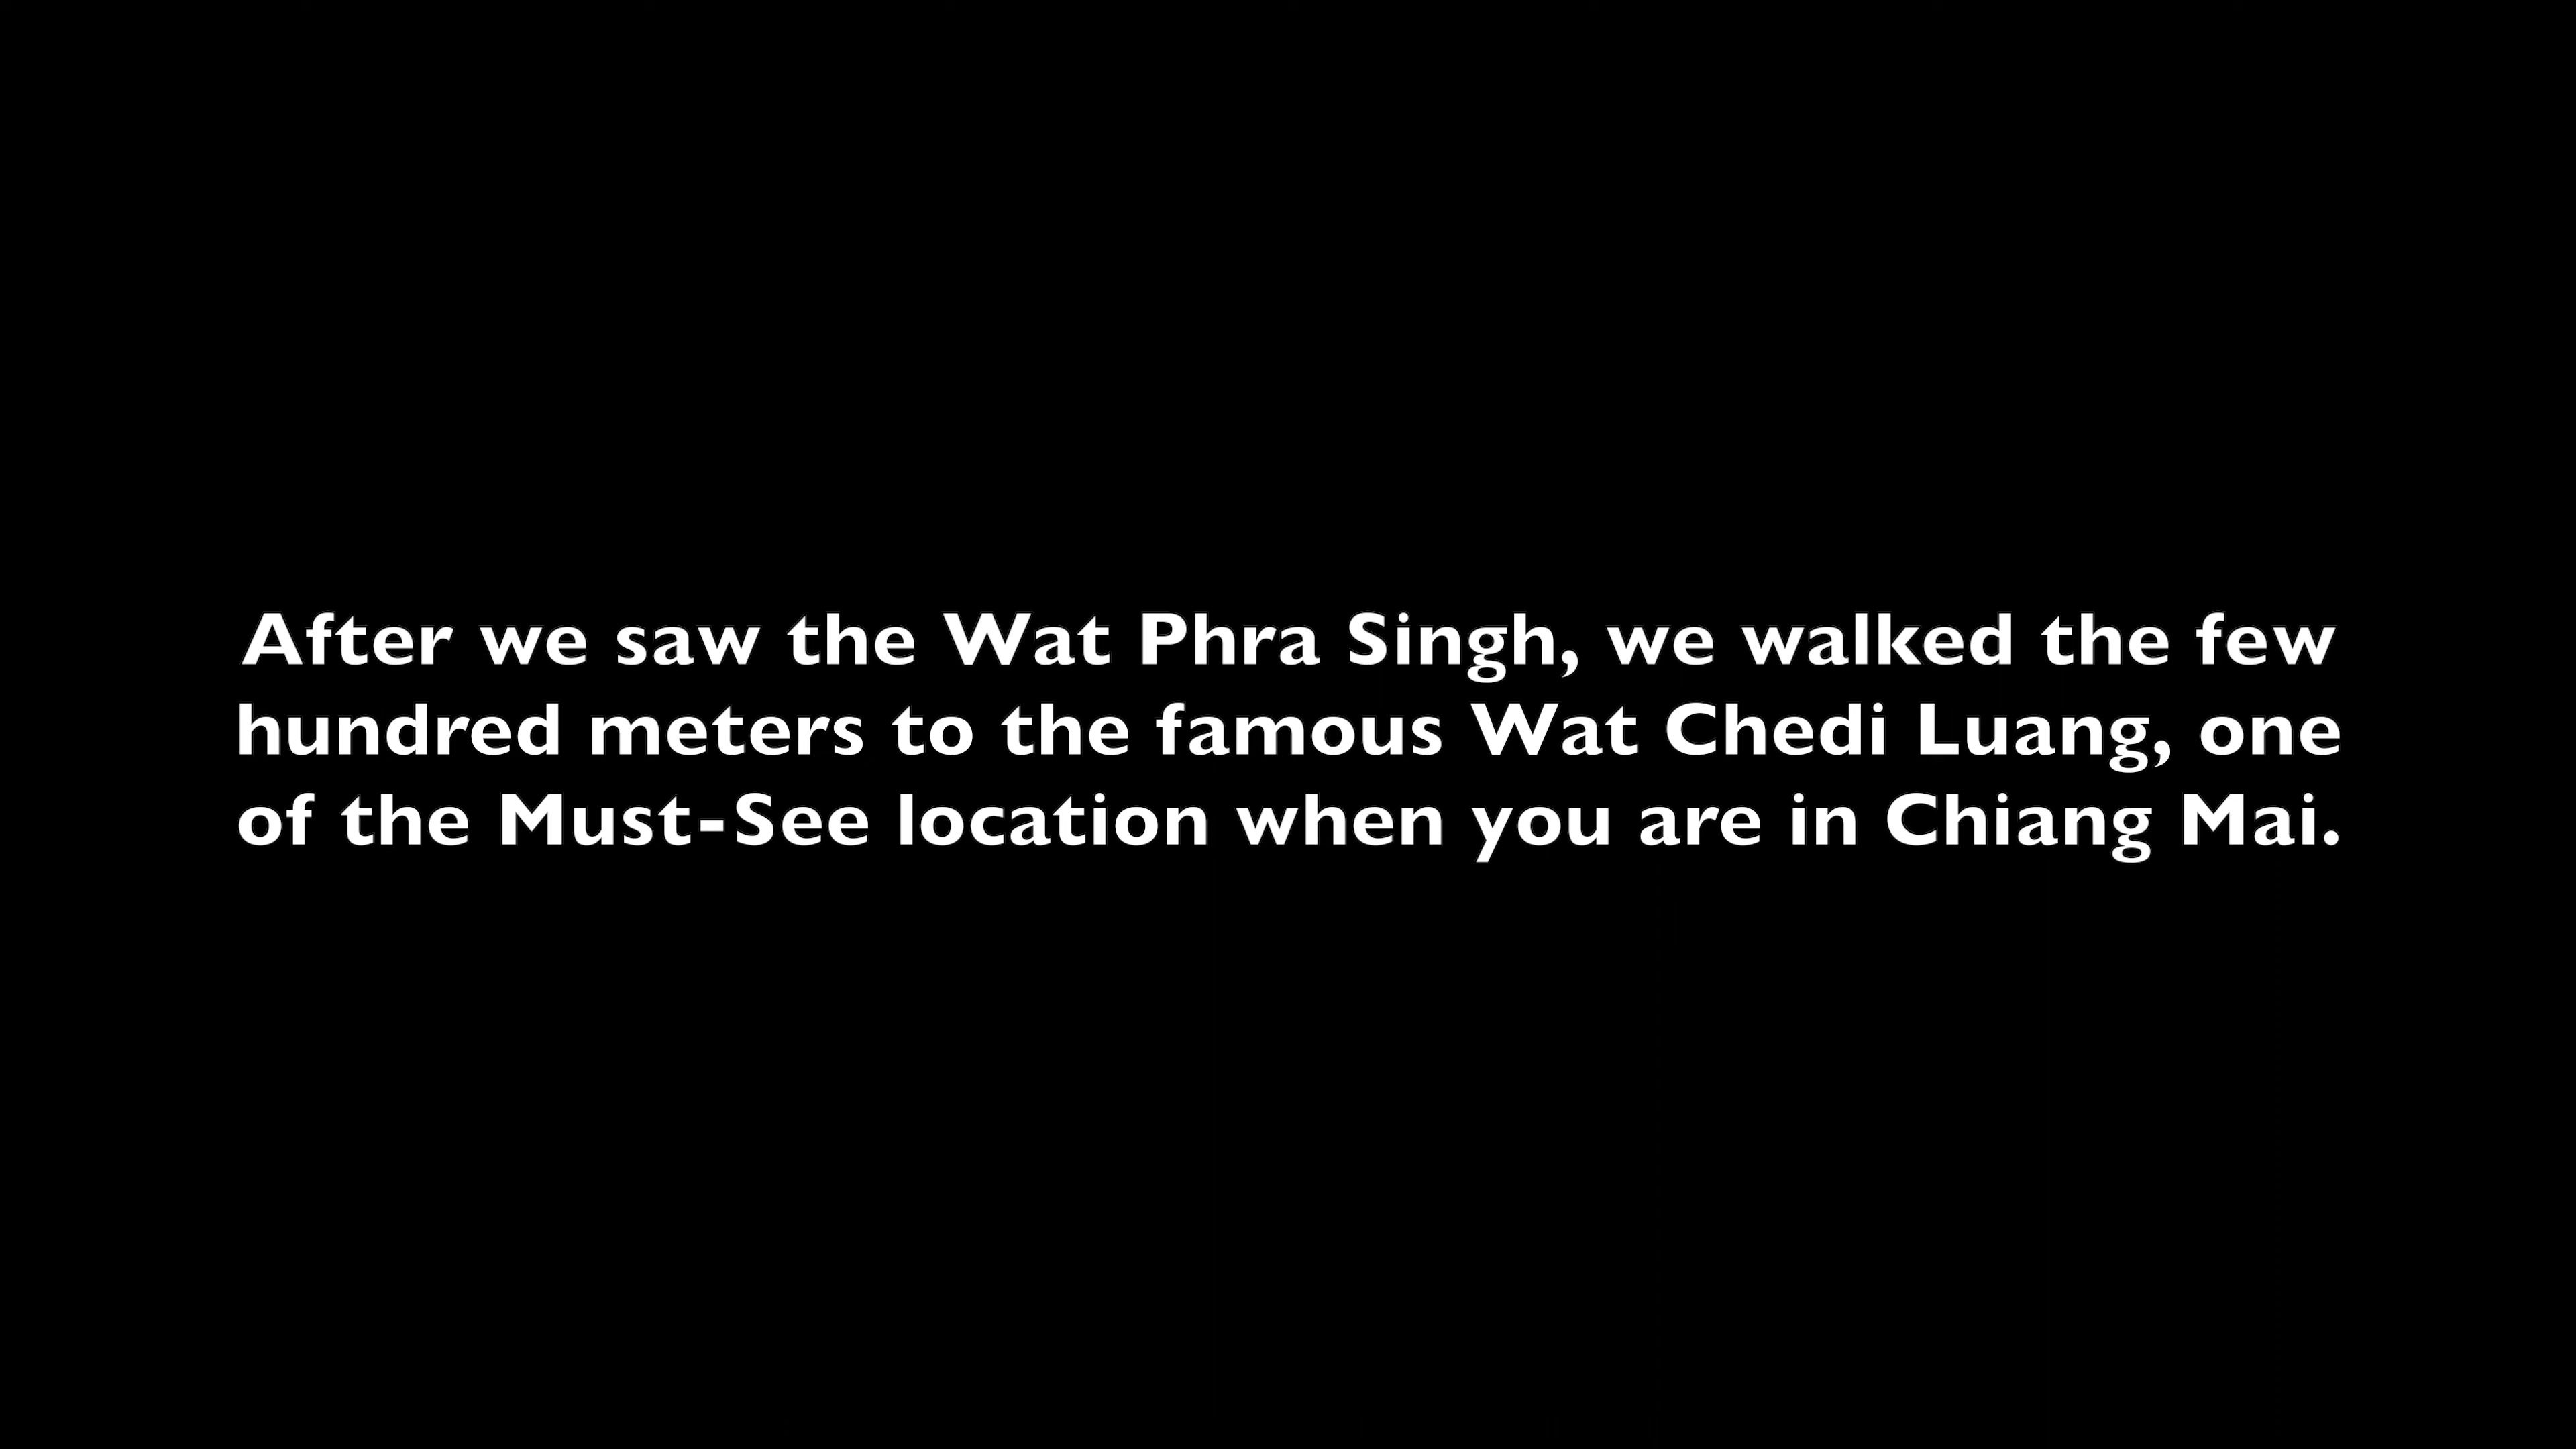 After we saw the Wat Phra Singh, we walked the few
hundred meters to the famous Wat Chedi Luang, one
of the Must-See location when you are in Chiang Mai.